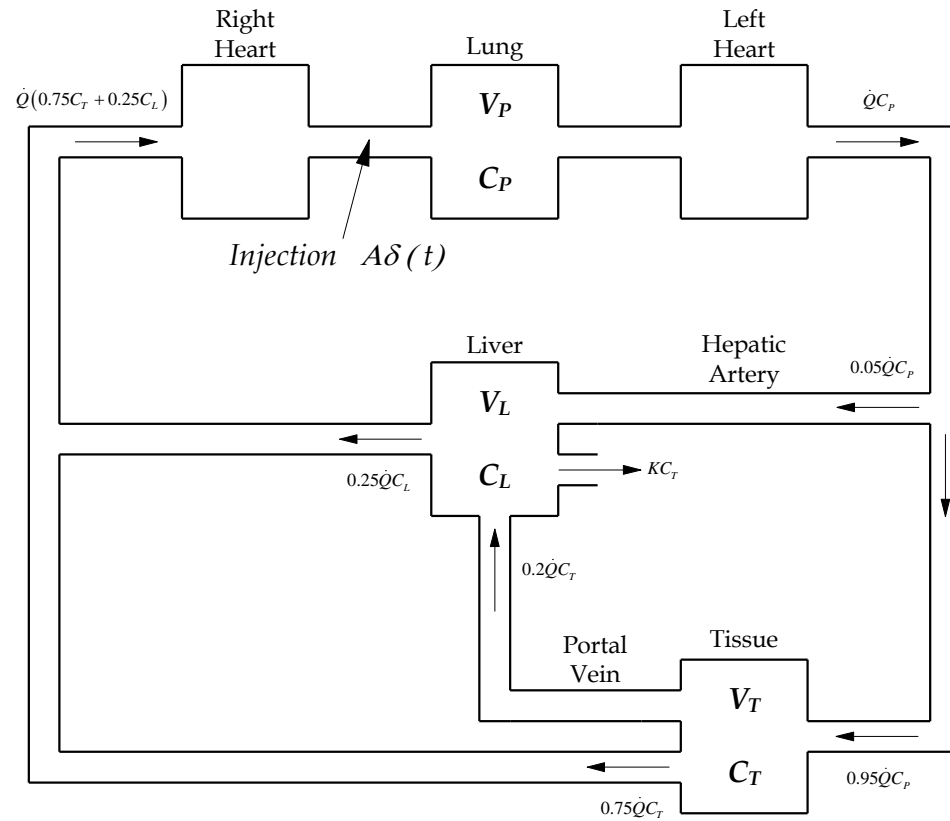 Right
Heart
Lung
Left
Heart
Q̇(0.75C_T + 0.25C_L)
V_P
Q̇C_P
C_P
Injection Aδ(t)
Liver
Hepatic
Artery
0.05Q̇C_P
V_L
C_L
KC_T
0.25Q̇C_L
0.2Q̇C_T
Portal
Vein
Tissue
V_T
C_T
0.95Q̇C_P
0.75Q̇C_T